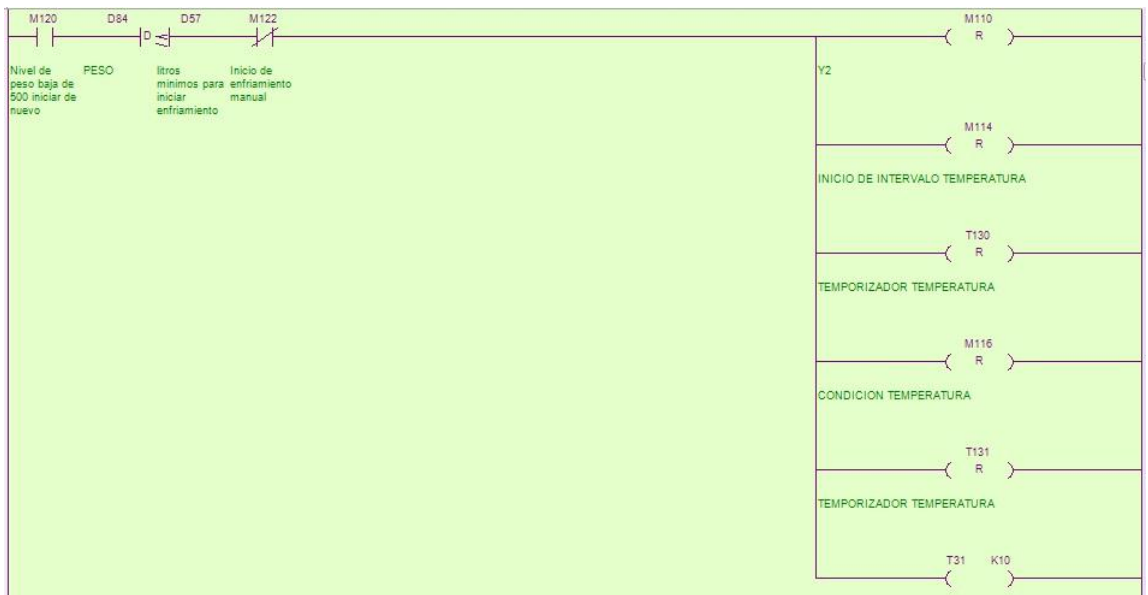 M120 D84 D57 M122 M110
D ≤ R
Nivel de PESO litros Inicio de Y2
peso baja de minimos para enfriamiento
500 iniciar de iniciar manual
nuevo enfriamiento
M114
R
INICIO DE INTERVALO TEMPERATURA
T130
R
TEMPORIZADOR TEMPERATURA
M116
R
CONDICION TEMPERATURA
T131
R
TEMPORIZADOR TEMPERATURA
T31 K10